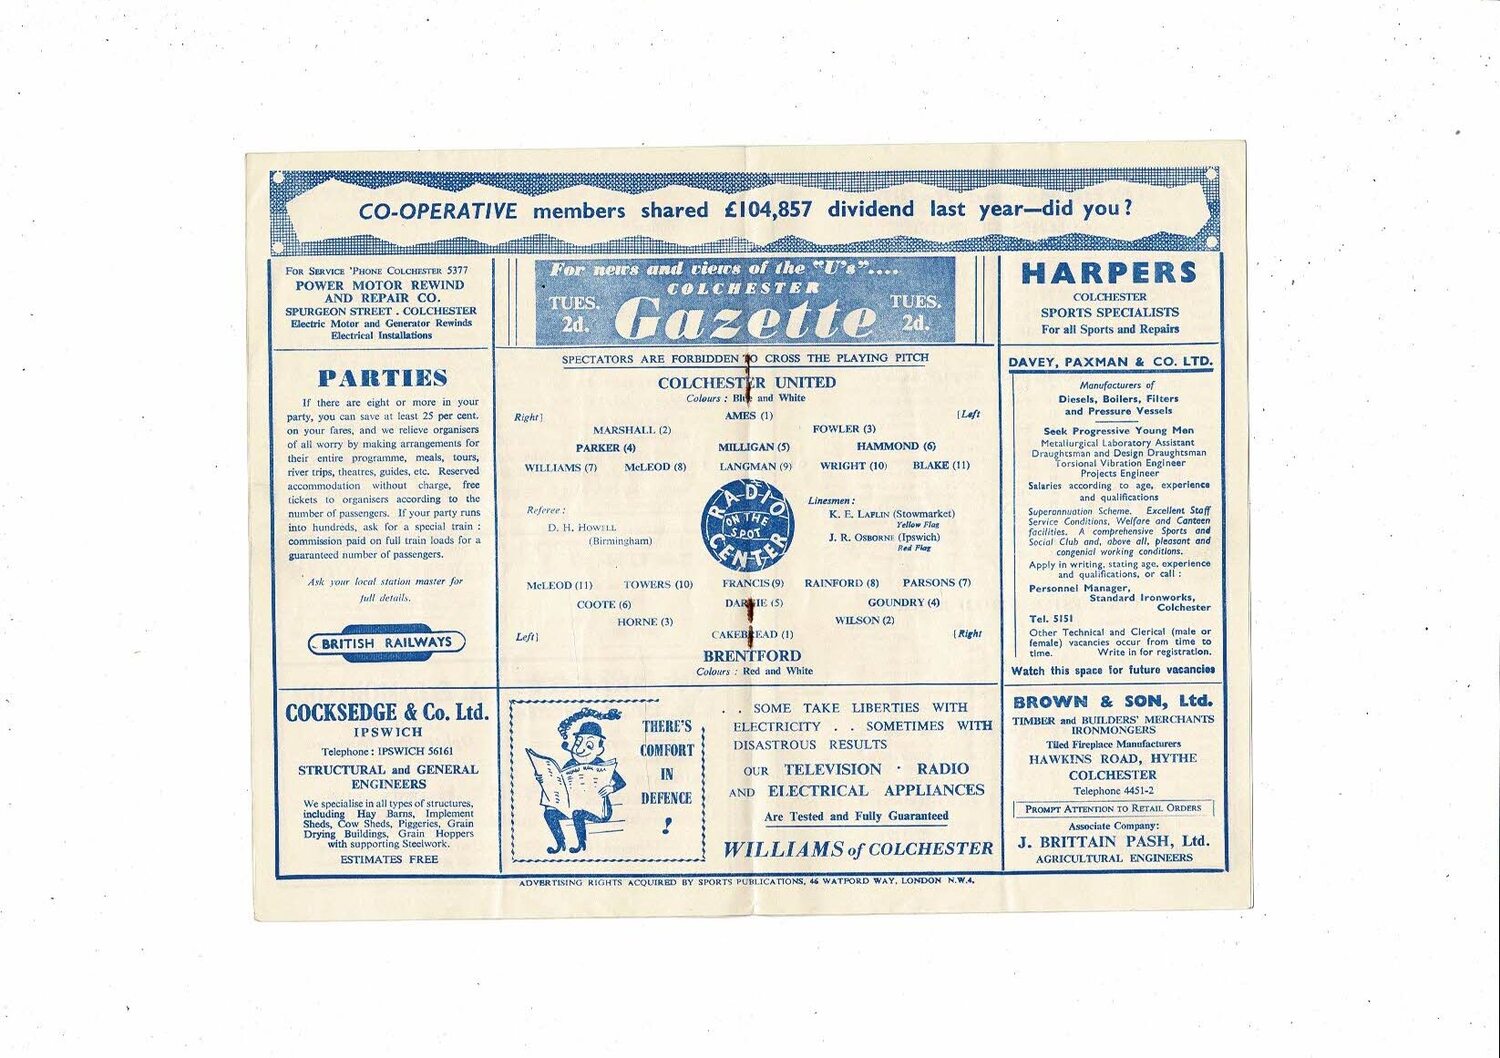 CO-OPERATIVE members shared £104,857 dividend last year—did you?
FOR SERVICE 'PHONE COLCHESTER 5377
POWER MOTOR REWIND
AND REPAIR CO.
SPURGEON STREET . COLCHESTER
Electric Motor and Generator Rewinds
Electrical Installations
PARTIES
If there are eight or more in your
party, you can save at least 25 per cent.
on your fares, and we relieve organisers
of all worry by making arrangements for
their entire programme, meals, tours,
river trips, theatres, guides, etc. Reserved
accommodation without charge, free
tickets to organisers according to the
number of passengers. If your party runs
into hundreds, ask for a special train :
commission paid on full train loads for a
guaranteed number of passengers.
Ask your local station master for
full details.
BRITISH RAILWAYS
COCKSEDGE & Co. Ltd.
IPSWICH
Telephone : IPSWICH 56161
STRUCTURAL and GENERAL
ENGINEERS
We specialise in all types of structures,
including Hay Barns, Implement
Sheds, Cow Sheds, Piggeries, Grain
Drying Buildings, Grain Hoppers
with supporting Steelwork.
ESTIMATES FREE
For news and views of the "U's"....
COLCHESTER
TUES. Gazette TUES.
2d. 2d.
SPECTATORS ARE FORBIDDEN TO CROSS THE PLAYING PITCH
COLCHESTER UNITED
Colours : Blue and White
Right] AMES (1) [Left
MARSHALL (2) FOWLER (3)
PARKER (4) MILLIGAN (5) HAMMOND (6)
WILLIAMS (7) McLEOD (8) LANGMAN (9) WRIGHT (10) BLAKE (11)
RADIO
ON THE
SPOT
CENTER
Referee :
D. H. HOWELL
(Birmingham)
Linesmen :
K. E. LAFLIN (Stowmarket)
Yellow Flag
J. R. OSBORNE (Ipswich)
Red Flag
McLEOD (11) TOWERS (10) FRANCIS (9) RAINFORD (8) PARSONS (7)
COOTE (6) (5) GOUNDRY (4)
HORNE (3) WILSON (2)
Left] CAKEBREAD (1) [Right
BRENTFORD
Colours : Red and White
THERE'S
COMFORT
IN
DEFENCE
!
. . SOME TAKE LIBERTIES WITH
ELECTRICITY . . SOMETIMES WITH
DISASTROUS RESULTS
OUR TELEVISION · RADIO
AND ELECTRICAL APPLIANCES
Are Tested and Fully Guaranteed
WILLIAMS of COLCHESTER
HARPERS
COLCHESTER
SPORTS SPECIALISTS
For all Sports and Repairs
DAVEY, PAXMAN & CO. LTD.
Manufacturers of
Diesels, Boilers, Filters
and Pressure Vessels
Seek Progressive Young Men
Metallurgical Laboratory Assistant
Draughtsman and Design Draughtsman
Torsional Vibration Engineer
Projects Engineer
Salaries according to age, experience
and qualifications
Superannuation Scheme. Excellent Staff
Service Conditions, Welfare and Canteen
facilities. A comprehensive Sports and
Social Club and, above all, pleasant and
congenial working conditions.
Apply in writing, stating age, experience
and qualifications, or call :
Personnel Manager,
Standard Ironworks,
Colchester
Tel. 5151
Other Technical and Clerical (male or
female) vacancies occur from time to
time. Write in for registration.
Watch this space for future vacancies
BROWN & SON, Ltd.
TIMBER and BUILDERS' MERCHANTS
IRONMONGERS
Tiled Fireplace Manufacturers
HAWKINS ROAD, HYTHE
COLCHESTER
Telephone 4451-2
PROMPT ATTENTION TO RETAIL ORDERS
Associate Company:
J. BRITTAIN PASH, Ltd.
AGRICULTURAL ENGINEERS
ADVERTISING RIGHTS ACQUIRED BY SPORTS PUBLICATIONS, 46 WATFORD WAY, LONDON N.W.4.